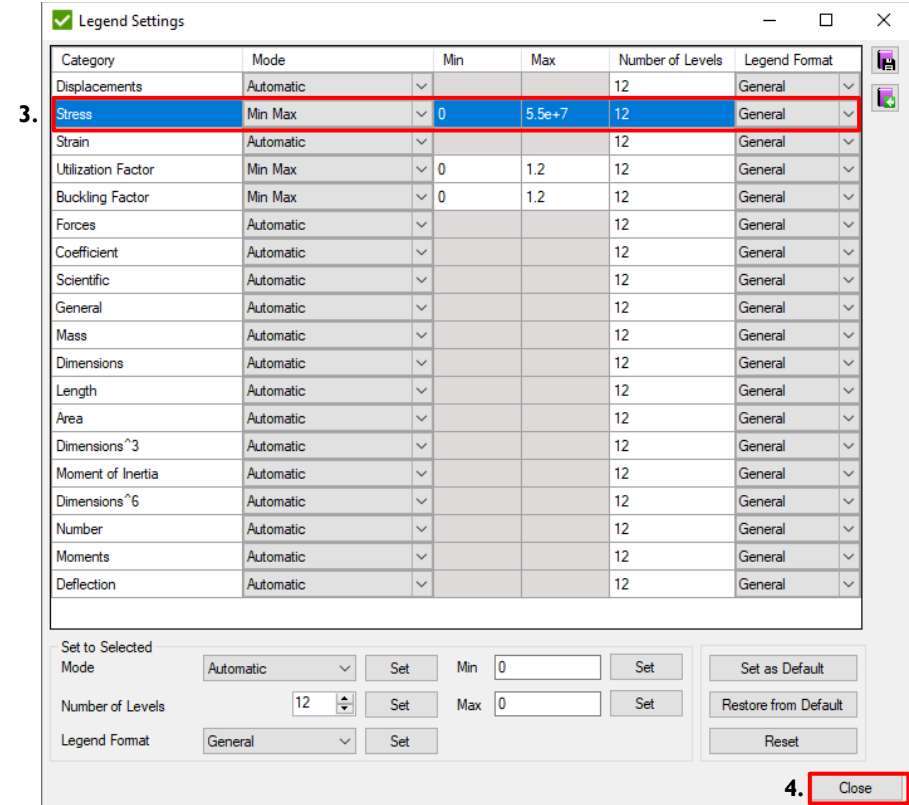 Legend Settings
Category Mode Min Max Number of Levels Legend Format
Displacements Automatic 12 General
3. Stress Min Max 0 5.5e+7 12 General
Strain Automatic 12 General
Utilization Factor Min Max 0 1.2 12 General
Buckling Factor Min Max 0 1.2 12 General
Forces Automatic 12 General
Coefficient Automatic 12 General
Scientific Automatic 12 General
General Automatic 12 General
Mass Automatic 12 General
Dimensions Automatic 12 General
Length Automatic 12 General
Area Automatic 12 General
Dimensions^3 Automatic 12 General
Moment of Inertia Automatic 12 General
Dimensions^6 Automatic 12 General
Number Automatic 12 General
Moments Automatic 12 General
Deflection Automatic 12 General
Set to Selected
Mode Automatic Set Min 0 Set Set as Default
Number of Levels 12 Set Max 0 Set Restore from Default
Legend Format General Set Reset
4. Close